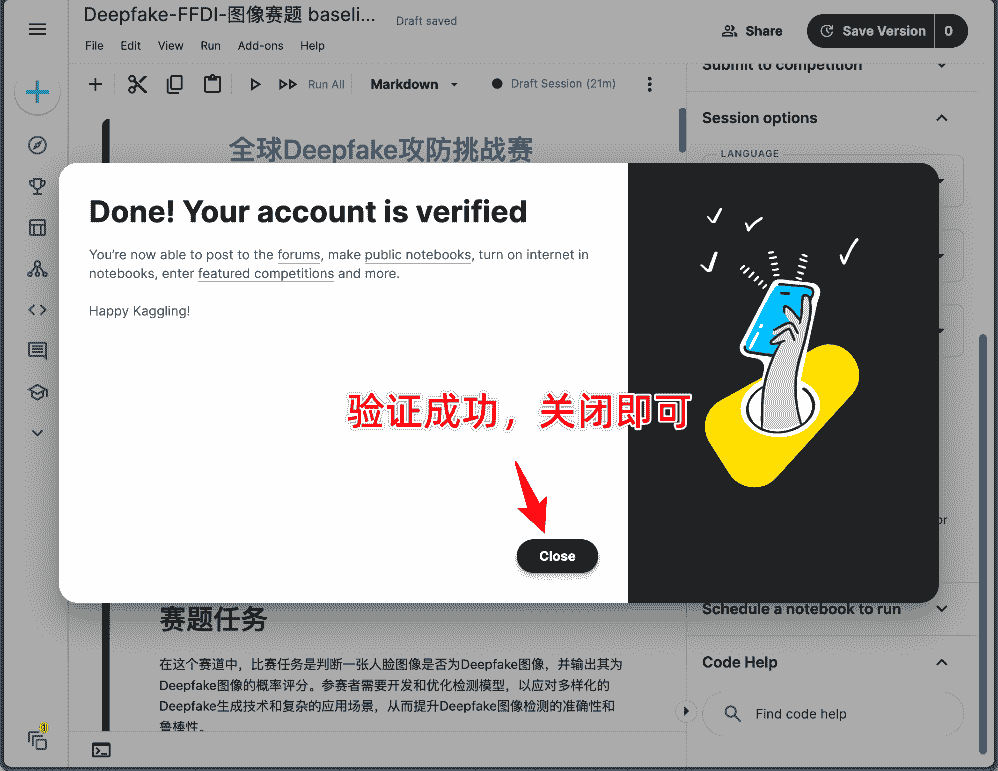 Deepfake-FFDI-图像赛题 baseli...
Draft saved
Share
Save Version
0
File Edit View Run Add-ons Help
Run All
Markdown
Draft Session (21m)
Submit to competition
Session options
LANGUAGE
全球Deepfake攻防挑战赛
Done! Your account is verified
You're now able to post to the forums, make public notebooks, turn on internet in
notebooks, enter featured competitions and more.
Happy Kaggling!
验证成功，关闭即可
Close
or
Schedule a notebook to run
赛题任务
在这个赛道中，比赛任务是判断一张人脸图像是否为Deepfake图像，并输出其为
Deepfake图像的概率评分。参赛者需要开发和优化检测模型，以应对多样化的
Deepfake生成技术和复杂的应用场景，从而提升Deepfake图像检测的准确性和
鲁棒性。
Code Help
Find code help